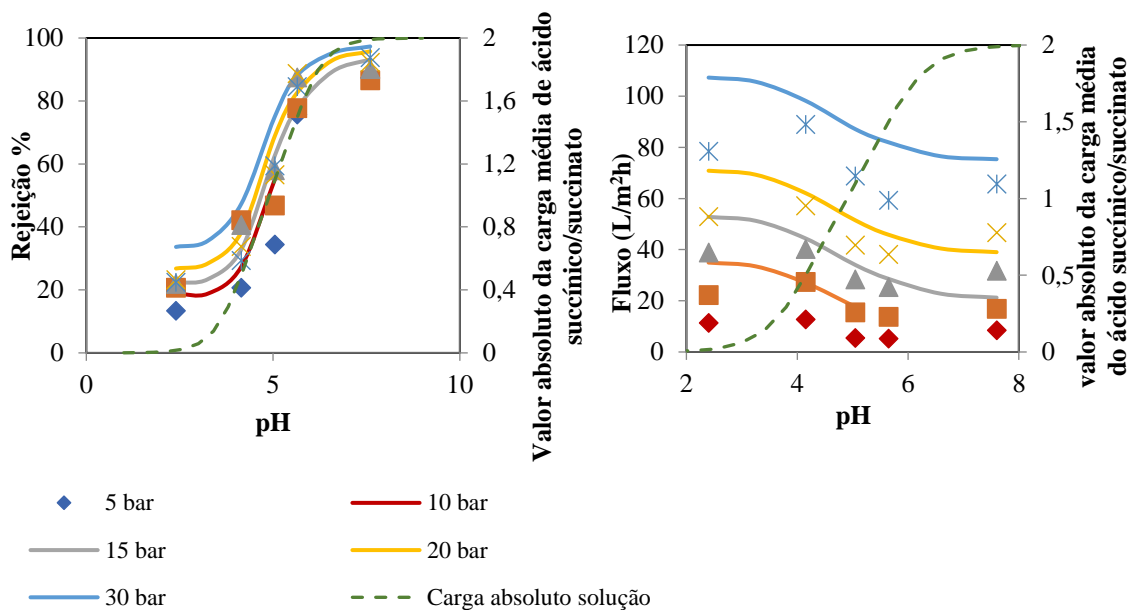 100
80
60
40
20
0
0
5
10
2
1,6
1,2
0,8
0,4
0
Rejeição %
pH
Valor absoluto da carga média de ácido
succínico/succinato
140
120
100
80
60
40
20
0
2
4
6
8
2
1,5
1
0,5
0
Fluxo (L/m²h)
pH
valor absoluto da carga média
do ácido succínico/succinato
5 bar
10 bar
15 bar
20 bar
30 bar
Carga absoluto solução